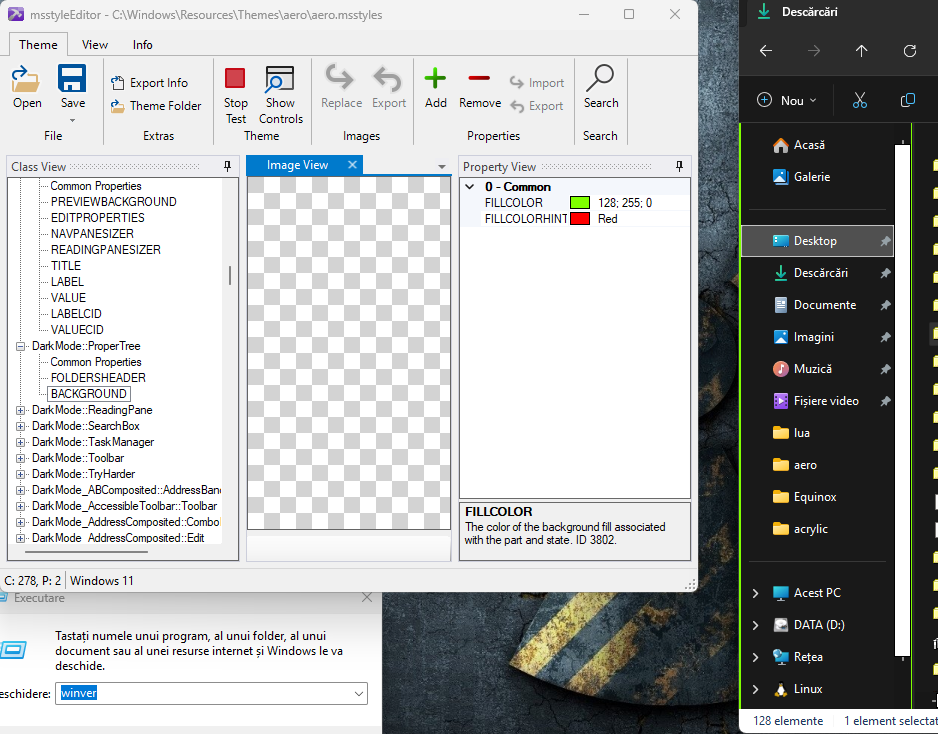 msstyleEditor - C:\Windows\Resources\Themes\aero\aero.msstyles
Theme
View
Info
Open
Save
File
Export Info
Theme Folder
Extras
Stop
Test
Show
Controls
Theme
Replace
Export
Images
Add
Remove
Import
Export
Properties
Search
Search
Class View
Common Properties
PREVIEWBACKGROUND
EDITPROPERTIES
NAVPANESIZER
READINGPANESIZER
TITLE
LABEL
VALUE
LABELCID
VALUECID
DarkMode::ProperTree
Common Properties
FOLDERSHEADER
BACKGROUND
DarkMode::ReadingPane
DarkMode::SearchBox
DarkMode::TaskManager
DarkMode::Toolbar
DarkMode::TryHarder
DarkMode_ABComposited::AddressBan
DarkMode_AccessibleToolbar::Toolbar
DarkMode_AddressComposited::Combo
DarkMode_AddressComposited::Edit
Image View
Property View
0 - Common
FILLCOLOR 128; 255; 0
FILLCOLORHINT Red
FILLCOLOR
The color of the background fill associated
with the part and state. ID 3802.
C: 278, P: 2 Windows 11
Executare
Tastați numele unui program, al unui folder, al unui
document sau al unei resurse internet și Windows le va
deschide.
eschidere: winver
Descărcări
Nou
Acasă
Galerie
Desktop
Descărcări
Documente
Imagini
Muzică
Fișiere video
lua
aero
Equinox
acrylic
Acest PC
DATA (D:)
Rețea
Linux
128 elemente 1 element selectat